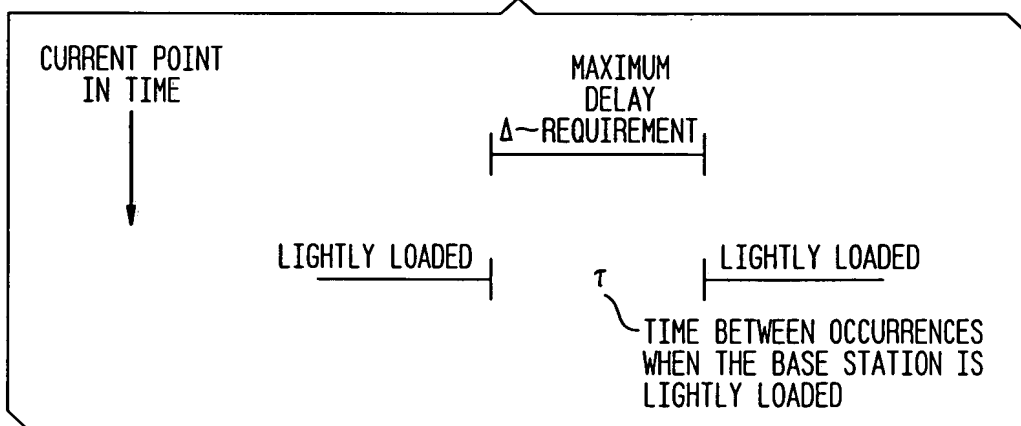 CURRENT POINT
IN TIME
MAXIMUM
DELAY
Δ~REQUIREMENT
LIGHTLY LOADED
τ
LIGHTLY LOADED
TIME BETWEEN OCCURRENCES
WHEN THE BASE STATION IS
LIGHTLY LOADED